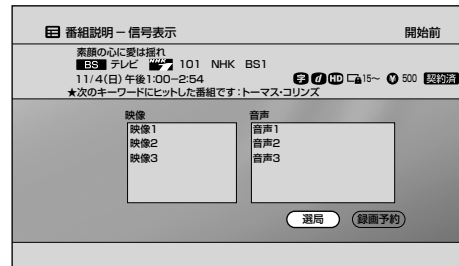 番組説明－信号表示 開始前
素顔の心に愛は揺れ
BS テレビ 101 NHK BS1
11/4(日)午後1:00−2:54 字 d HD 15〜 ¥ 500 契約済
★次のキーワードにヒットした番組です：トーマス・コリンズ
映像 音声
映像1 音声1
映像2 音声2
映像3 音声3
選局 録画予約